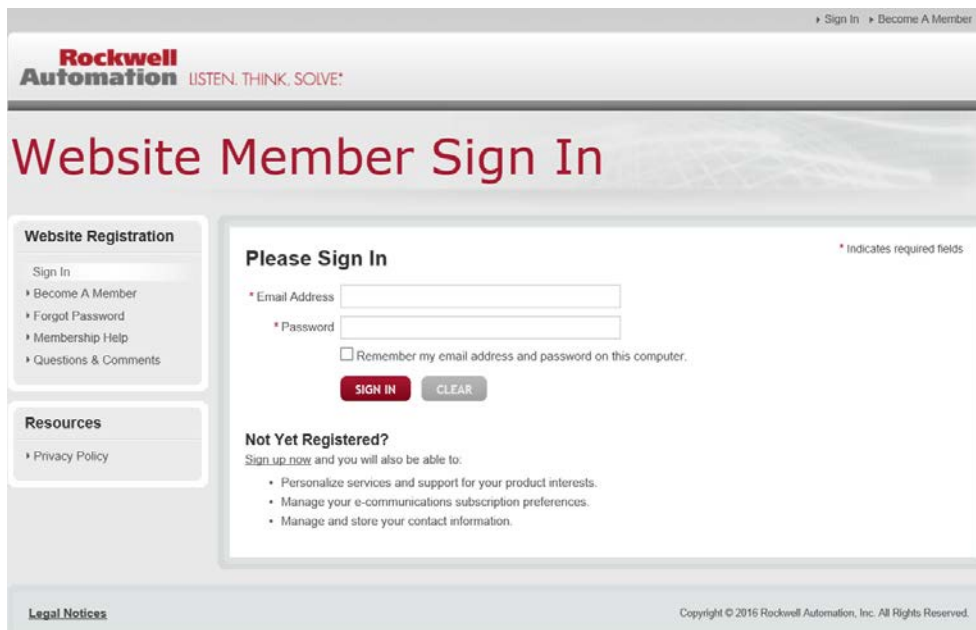 Sign In Become A Member
Rockwell
Automation LISTEN. THINK. SOLVE.*
Website Member Sign In
Website Registration
Sign In
Become A Member
Forgot Password
Membership Help
Questions & Comments
Resources
Privacy Policy
* Indicates required fields
Please Sign In
* Email Address
* Password
Remember my email address and password on this computer.
SIGN IN CLEAR
Not Yet Registered?
Sign up now and you will also be able to:
• Personalize services and support for your product interests.
• Manage your e-communications subscription preferences.
• Manage and store your contact information.
Legal Notices
Copyright © 2016 Rockwell Automation, Inc. All Rights Reserved.